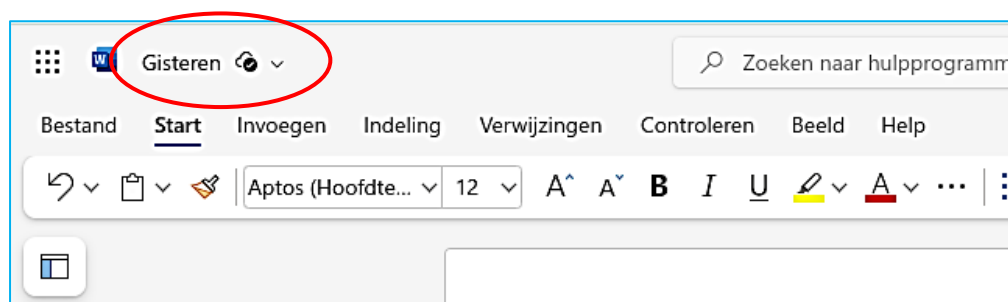 W Gisteren
Zoeken naar hulpprogramm
Bestand Start Invoegen Indeling Verwijzingen Controleren Beeld Help
Aptos (Hoofdte... 12 A A B I U A ...